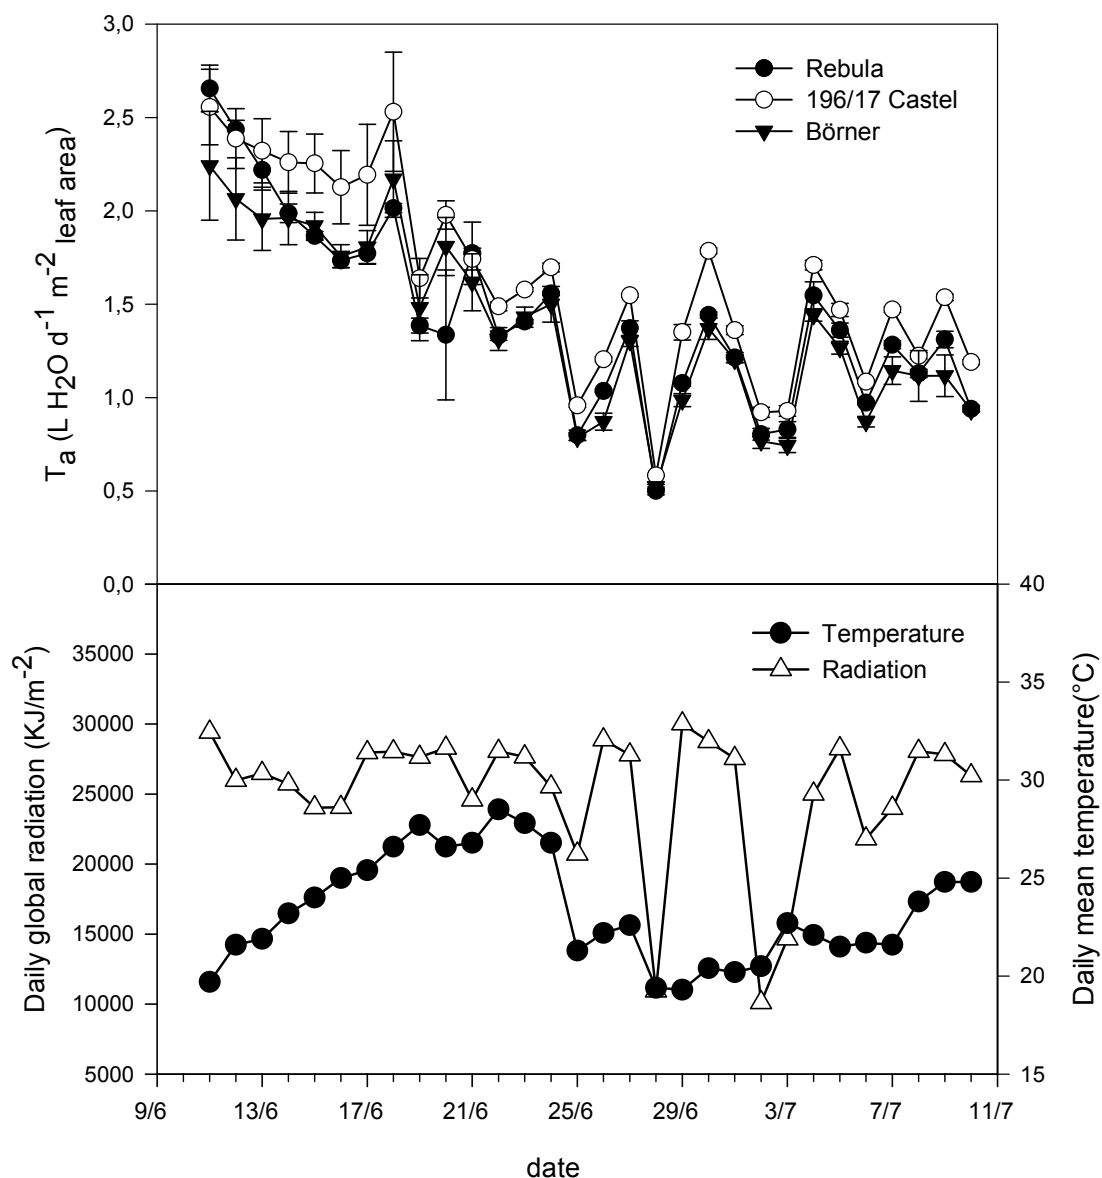 3,0
2,5
2,0
1,5
1,0
0,5
0,0
Ta (L H2O d-1 m-2 leaf area)
Rebula
196/17 Castel
Börner
35000
30000
25000
20000
15000
10000
5000
Daily global radiation (KJ/m-2)
Temperature
Radiation
40
35
30
25
20
15
Daily mean temperature(°C)
9/6 13/6 17/6 21/6 25/6 29/6 3/7 7/7 11/7
date